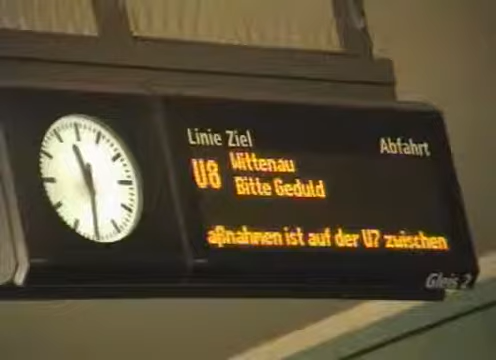 Linie Ziel Abfahrt
U8 Wittenau
Bitte Geduld
aßnahmen ist auf der U7 zwischen
Gleis 2